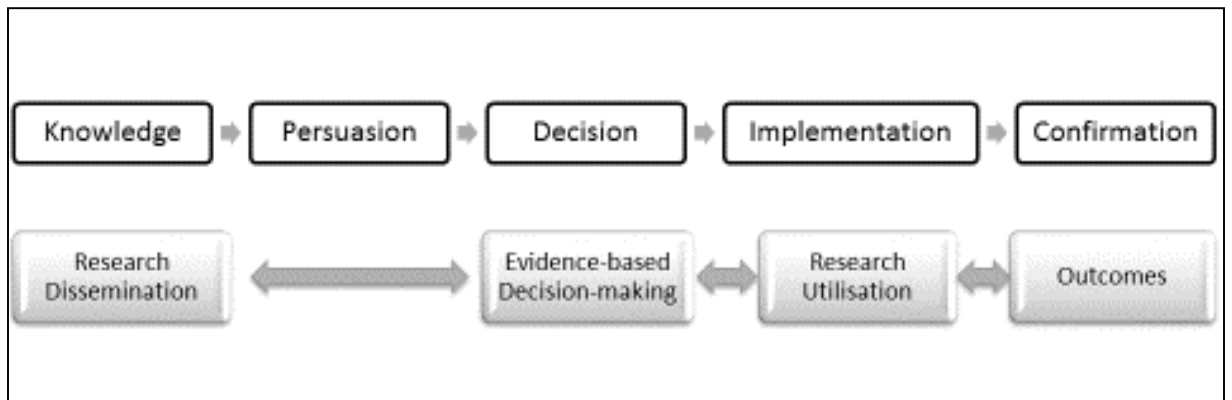 Knowledge
Persuasion
Decision
Implementation
Confirmation
Research
Dissemination
Evidence-based
Decision-making
Research
Utilisation
Outcomes